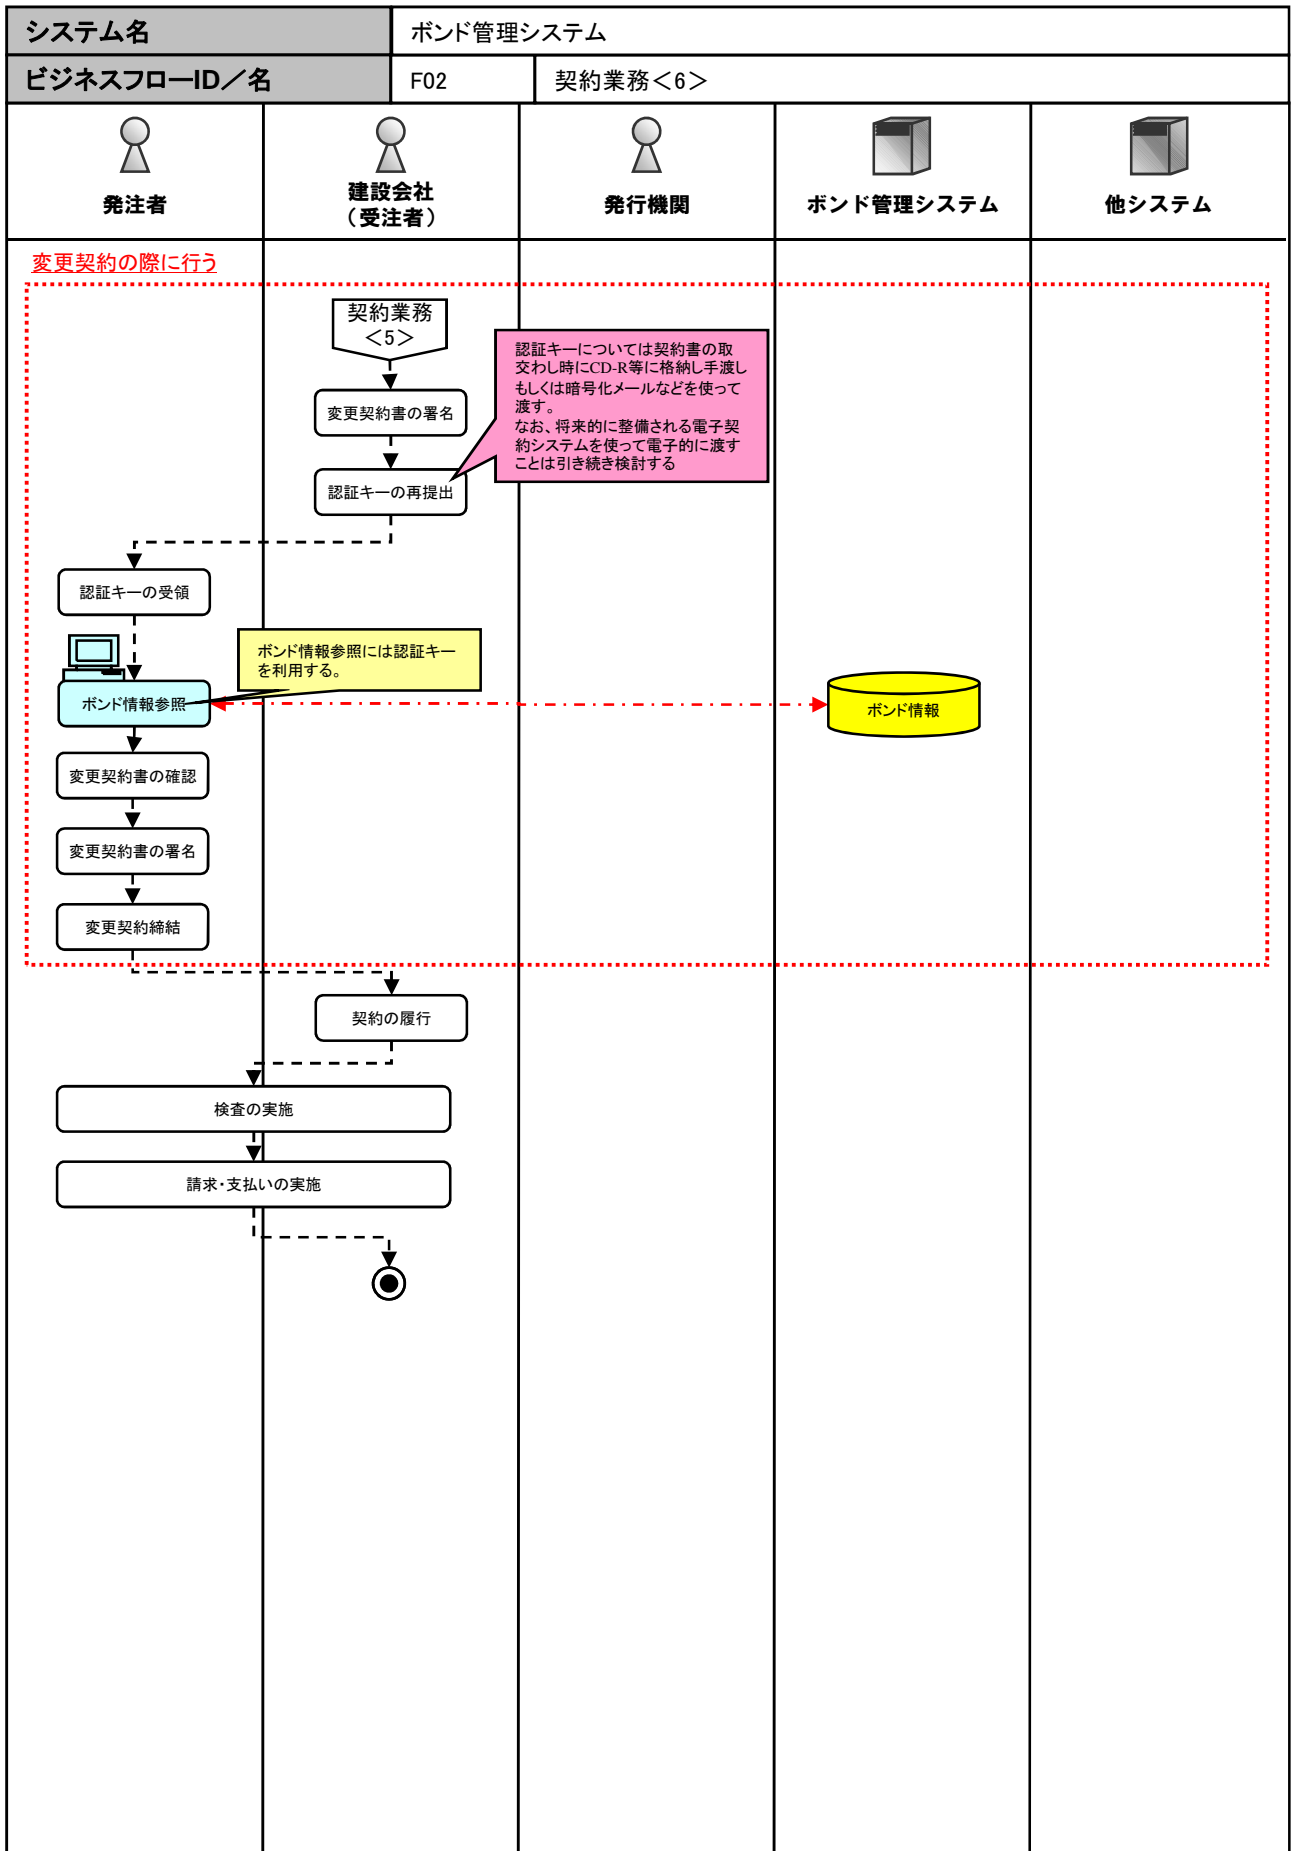 システム名
ボンド管理システム
ビジネスフローID／名
F02
契約業務＜6＞
発注者
建設会社
（受注者）
発行機関
ボンド管理システム
他システム
変更契約の際に行う
契約業務
＜5＞
認証キーについては契約書の取
交わし時にCD-R等に格納し手渡し
もしくは暗号化メールなどを使って
渡す。
なお、将来的に整備される電子契
約システムを使って電子的に渡す
ことは引き続き検討する
変更契約書の署名
認証キーの再提出
認証キーの受領
ボンド情報参照には認証キー
を利用する。
ボンド情報参照
ボンド情報
変更契約書の確認
変更契約書の署名
変更契約締結
契約の履行
検査の実施
請求・支払いの実施